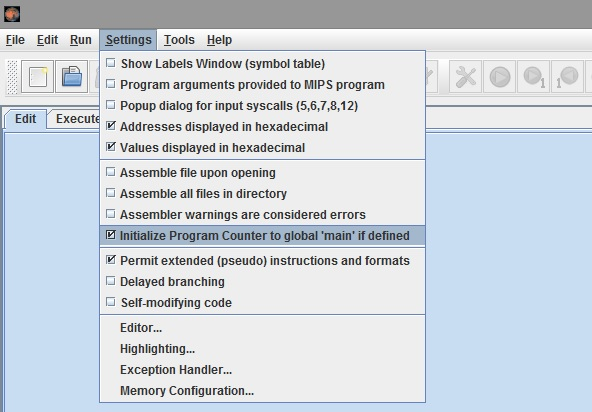 File Edit Run Settings Tools Help
Show Labels Window (symbol table)
Program arguments provided to MIPS program
Popup dialog for input syscalls (5,6,7,8,12)
Addresses displayed in hexadecimal
Values displayed in hexadecimal
Edit Execute
Assemble file upon opening
Assemble all files in directory
Assembler warnings are considered errors
Initialize Program Counter to global 'main' if defined
Permit extended (pseudo) instructions and formats
Delayed branching
Self-modifying code
Editor...
Highlighting...
Exception Handler...
Memory Configuration...